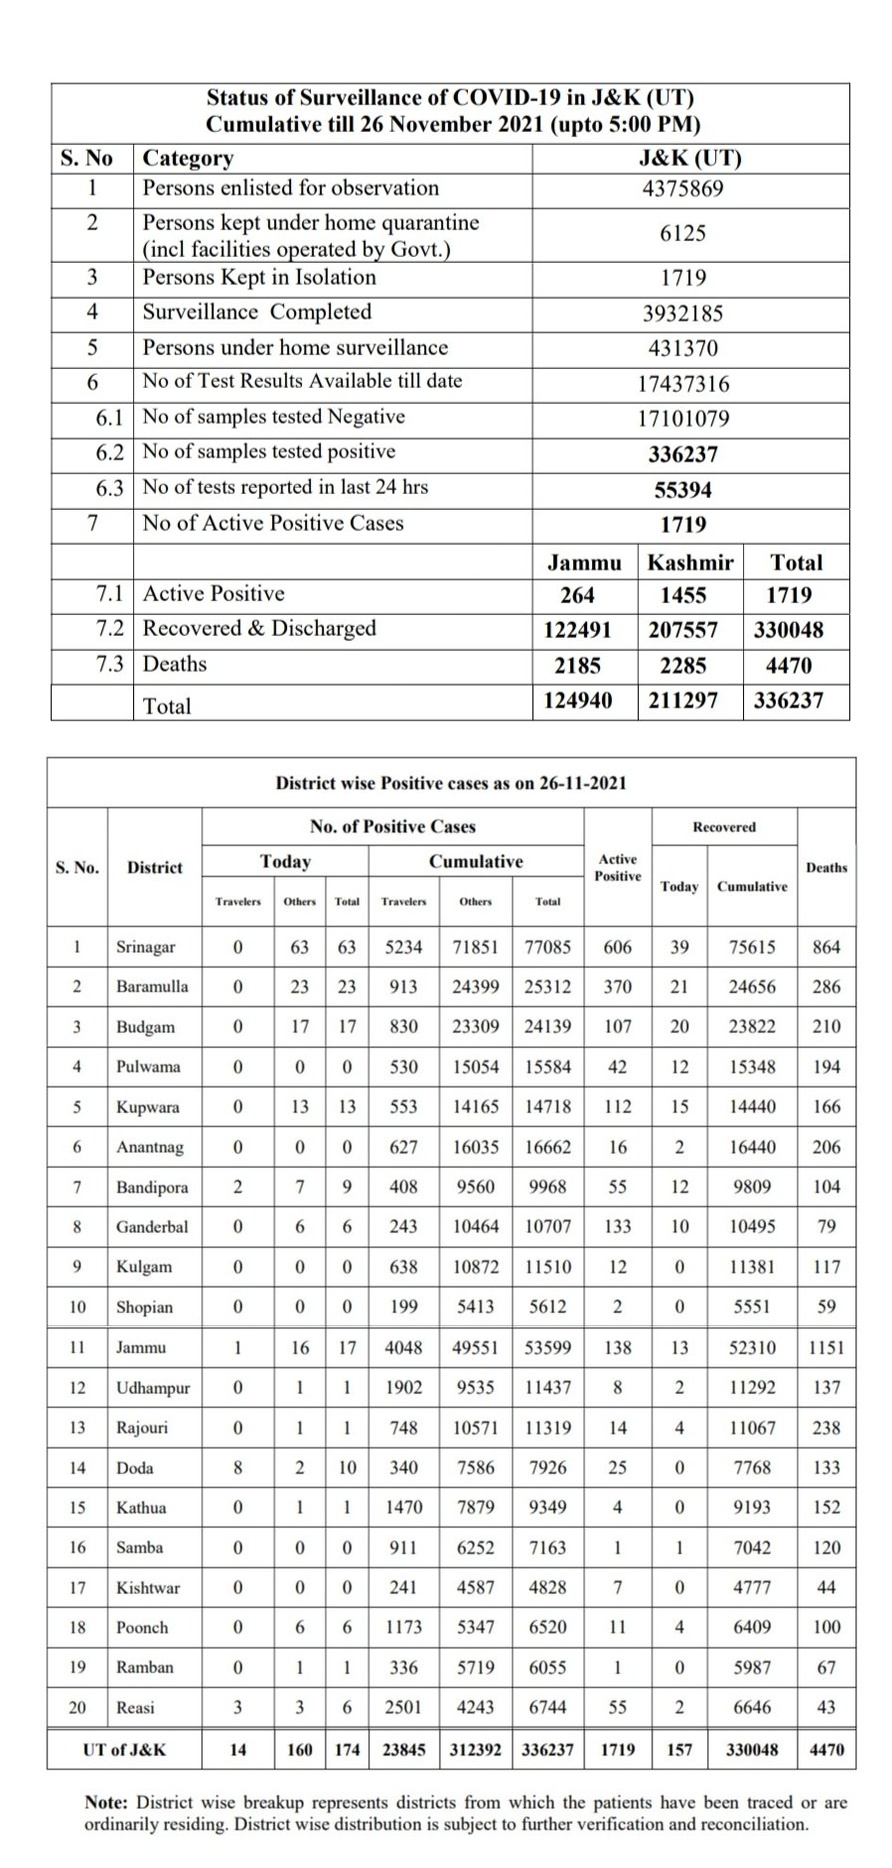 Status of Surveillance of COVID-19 in J&K (UT)
Cumulative till 26 November 2021 (upto 5:00 PM)
S. No Category J&K (UT)
1 Persons enlisted for observation 4375869
2 Persons kept under home quarantine
(incl facilities operated by Govt.) 6125
3 Persons Kept in Isolation 1719
4 Surveillance Completed 3932185
5 Persons under home surveillance 431370
6 No of Test Results Available till date 17437316
6.1 No of samples tested Negative 17101079
6.2 No of samples tested positive 336237
6.3 No of tests reported in last 24 hrs 55394
7 No of Active Positive Cases 1719
Jammu Kashmir Total
7.1 Active Positive 264 1455 1719
7.2 Recovered & Discharged 122491 207557 330048
7.3 Deaths 2185 2285 4470
Total 124940 211297 336237
District wise Positive cases as on 26-11-2021
S. No. District No. of Positive Cases Active Positive Recovered Deaths
Today Cumulative Today Cumulative
Travelers Others Total Travelers Others Total
1 Srinagar 0 63 63 5234 71851 77085 606 39 75615 864
2 Baramulla 0 23 23 913 24399 25312 370 21 24656 286
3 Budgam 0 17 17 830 23309 24139 107 20 23822 210
4 Pulwama 0 0 0 530 15054 15584 42 12 15348 194
5 Kupwara 0 13 13 553 14165 14718 112 15 14440 166
6 Anantnag 0 0 0 627 16035 16662 16 2 16440 206
7 Bandipora 2 7 9 408 9560 9968 55 12 9809 104
8 Ganderbal 0 6 6 243 10464 10707 133 10 10495 79
9 Kulgam 0 0 0 638 10872 11510 12 0 11381 117
10 Shopian 0 0 0 199 5413 5612 2 0 5551 59
11 Jammu 1 16 17 4048 49551 53599 138 13 52310 1151
12 Udhampur 0 1 1 1902 9535 11437 8 2 11292 137
13 Rajouri 0 1 1 748 10571 11319 14 4 11067 238
14 Doda 8 2 10 340 7586 7926 25 0 7768 133
15 Kathua 0 1 1 1470 7879 9349 4 0 9193 152
16 Samba 0 0 0 911 6252 7163 1 1 7042 120
17 Kishtwar 0 0 0 241 4587 4828 7 0 4777 44
18 Poonch 0 6 6 1173 5347 6520 11 4 6409 100
19 Ramban 0 1 1 336 5719 6055 1 0 5987 67
20 Reasi 3 3 6 2501 4243 6744 55 2 6646 43
UT of J&K 14 160 174 23845 312392 336237 1719 157 330048 4470
Note: District wise breakup represents districts from which the patients have been traced or are
ordinarily residing. District wise distribution is subject to further verification and reconciliation.